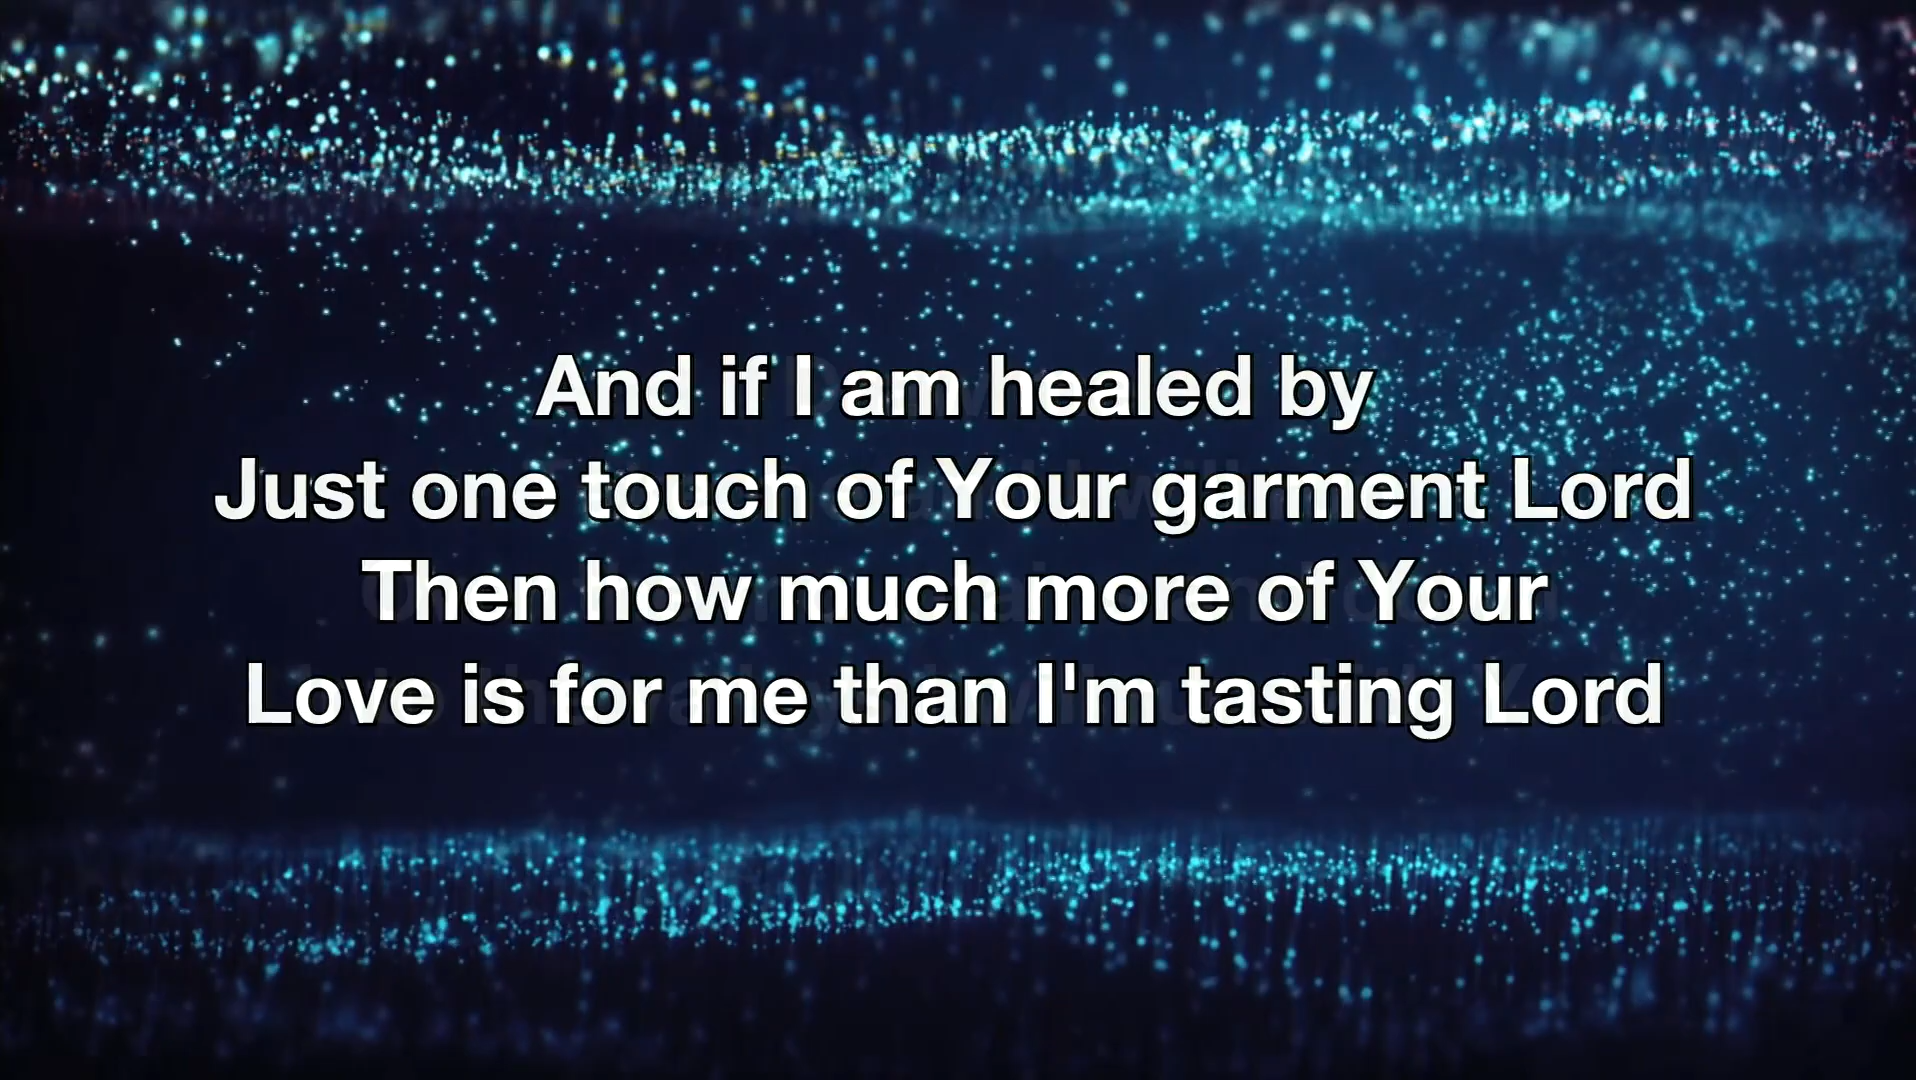 And if I am healed by
Just one touch of Your garment Lord
Then how much more of Your
Love is for me than I'm tasting Lord